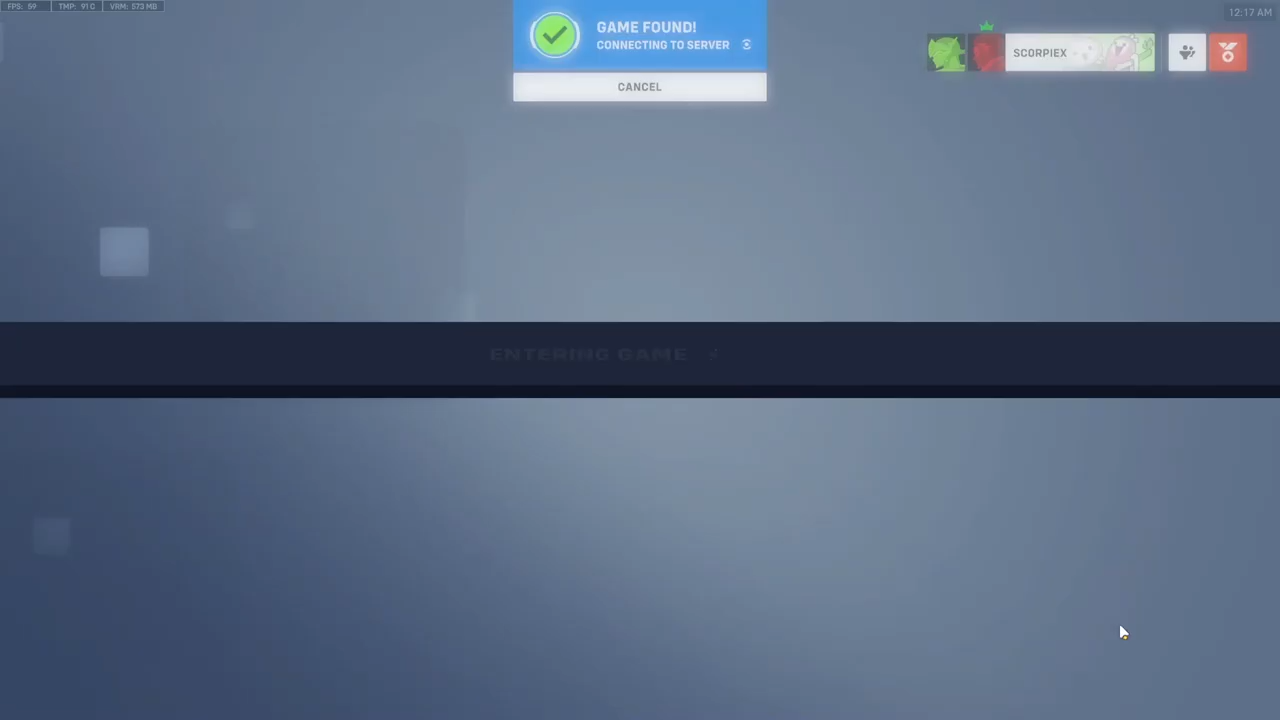 FPS: 59 TMP: 91 C VRM: 573 MB
12:17 AM
GAME FOUND!
CONNECTING TO SERVER
SCORPIEX
CANCEL
ENTERING GAME